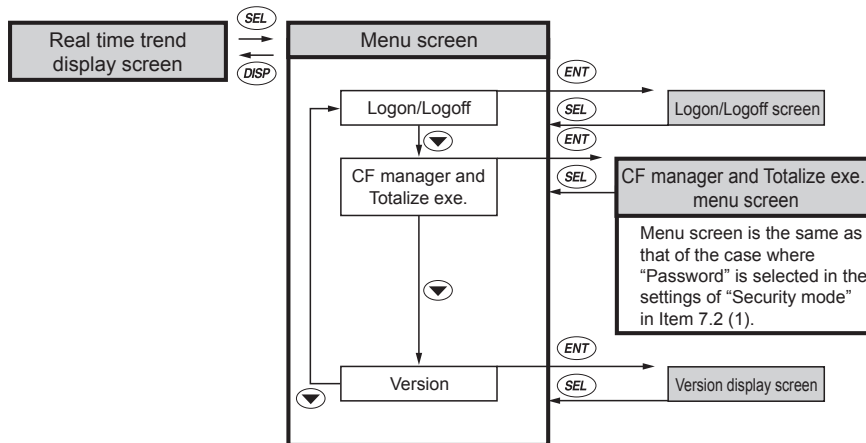 SEL
Real time trend
display screen
DISP
Menu screen
ENT
Logon/Logoff
SEL
Logon/Logoff screen
ENT
CF manager and
Totalize exe.
SEL
CF manager and Totalize exe.
menu screen
Menu screen is the same as
that of the case where
“Password” is selected in the
settings of “Security mode”
in Item 7.2 (1).
ENT
Version
SEL
Version display screen